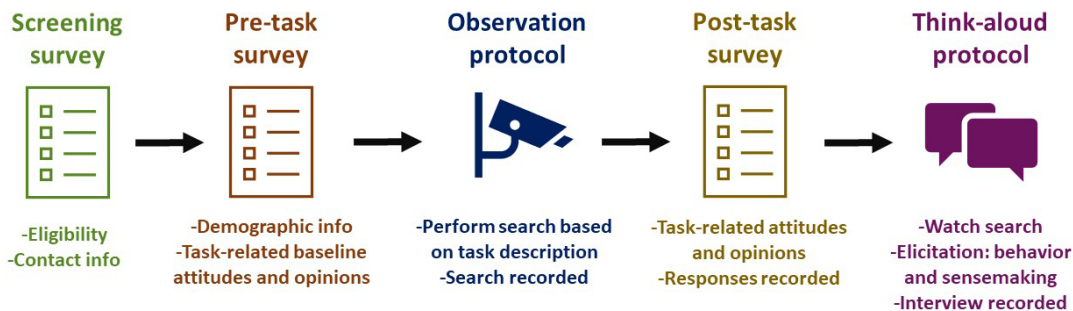 Screening
survey
Pre-task
survey
Observation
protocol
Post-task
survey
Think-aloud
protocol
-Eligibility
-Contact info
-Demographic info
-Task-related baseline
attitudes and opinions
-Perform search based
on task description
-Search recorded
-Task-related attitudes
and opinions
-Responses recorded
-Watch search
-Elicitation: behavior
and sensemaking
-Interview recorded